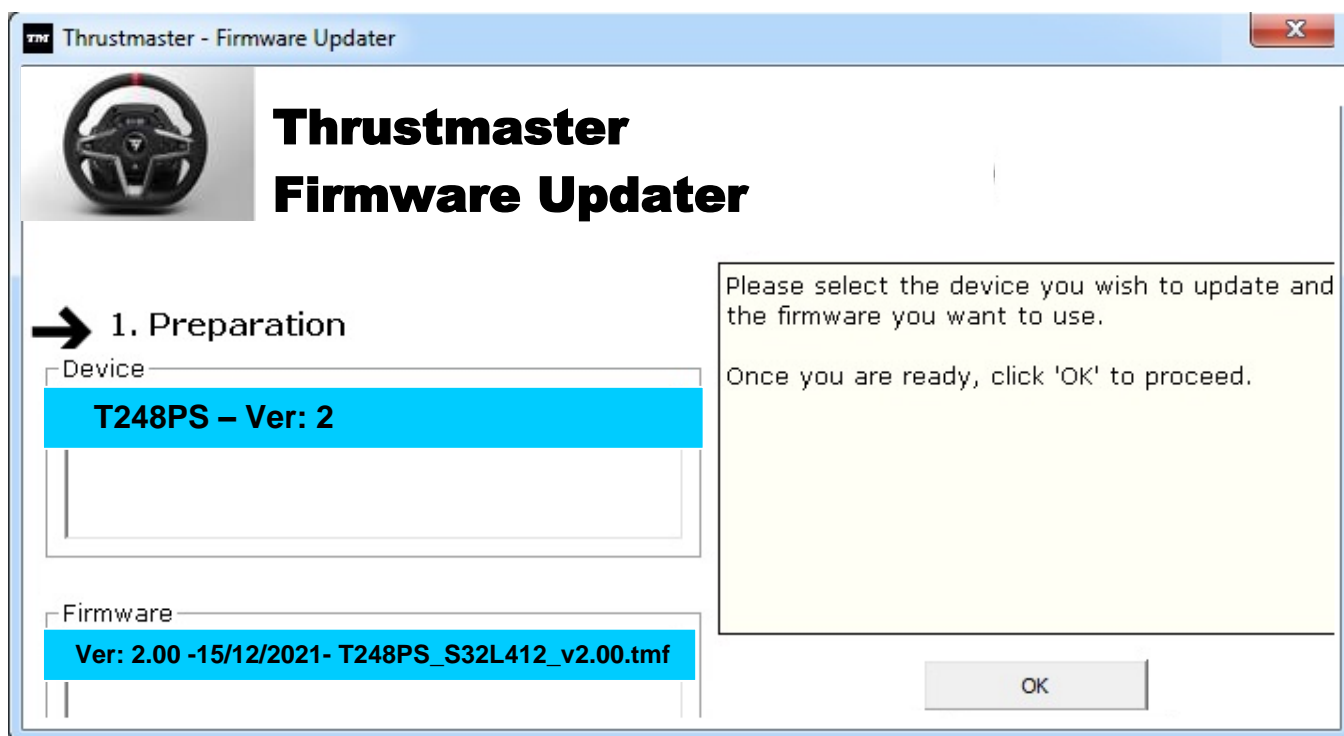 TM Thrustmaster - Firmware Updater
X
Thrustmaster
Firmware Updater
1. Preparation
Device
T248PS – Ver: 2
Firmware
Ver: 2.00 -15/12/2021- T248PS_S32L412_v2.00.tmf
Please select the device you wish to update and
the firmware you want to use.
Once you are ready, click 'OK' to proceed.
OK